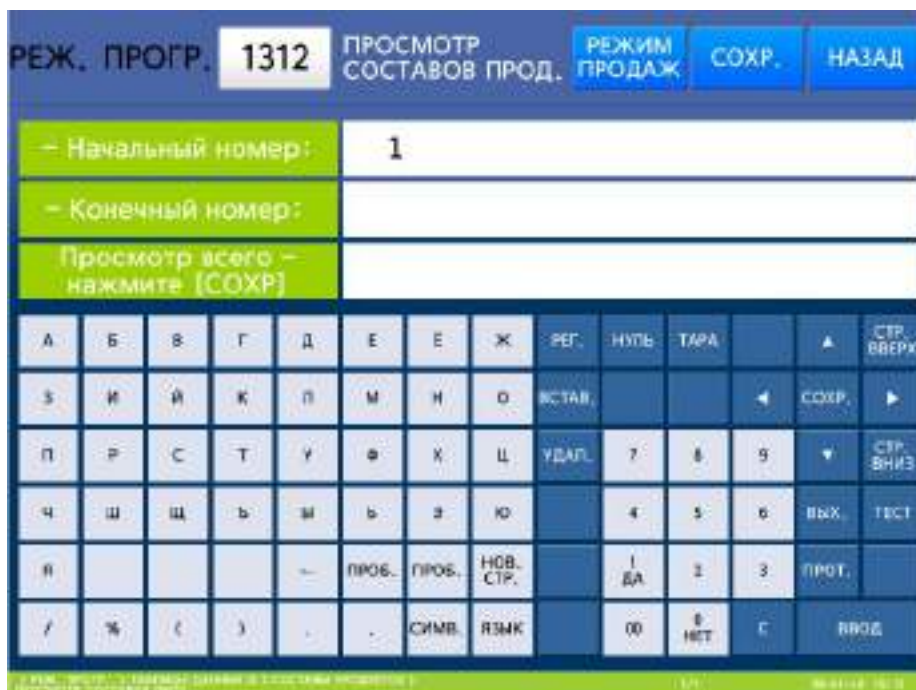 РЕЖ. ПРОГР. 1312 ПРОСМОТР СОСТАВОВ ПРОД. РЕЖИМ ПРОДАЖ СОХР. НАЗАД
- Начальный номер: 1
- Конечный номер:
Просмотр всего -
нажмите [СОХР]
А Б В Г Д Е Ё Ж РЕГ. НУЛЬ ТАРА ▲ СТР. ВВЕРХ
З И Й К Л М Н О ВСТАВ. ◀ СОХР. ▶
П Р С Т У Ф Х Ц УДАЛ. 7 8 9 ▼ СТР. ВНИЗ
Ч Ш Щ Ъ Ы Ь Э Ю 4 5 6 ВЫХ. ТЕСТ
Я ПРОБ. ПРОБ. НОВ. СТР. 1 ДА 2 3 ПРОТ.
/ % ( ) , . СИМВ. ЯЗЫК 00 0 НЕТ С ВВОД